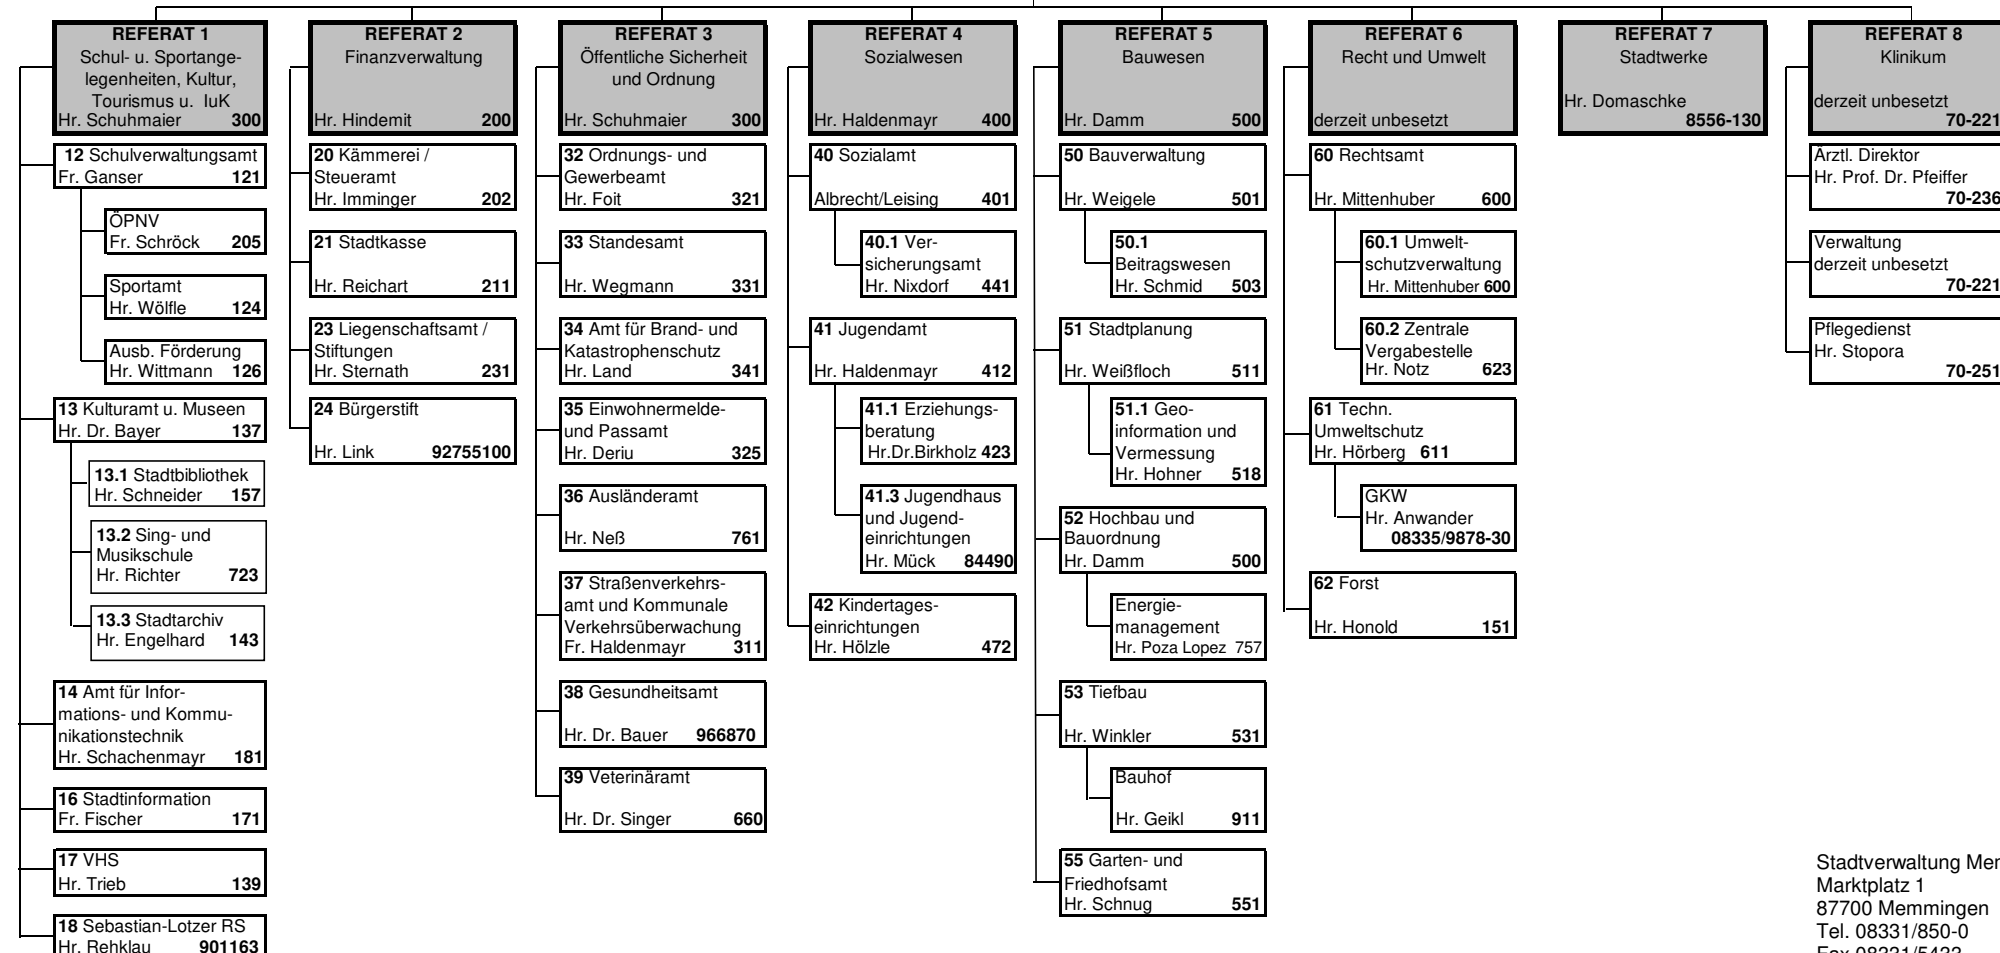 REFERAT 1
Schul- u. Sportange-
legenheiten, Kultur,
Tourismus u. IuK
Hr. Schuhmaier 300
12 Schulverwaltungsamt
Fr. Ganser 121
ÖPNV
Fr. Schröck 205
Sportamt
Hr. Wölfle 124
Ausb. Förderung
Hr. Wittmann 126
13 Kulturamt u. Museen
Hr. Dr. Bayer 137
13.1 Stadtbibliothek
Hr. Schneider 157
13.2 Sing- und
Musikschule
Hr. Richter 723
13.3 Stadtarchiv
Hr. Engelhard 143
14 Amt für Infor-
mations- und Kommu-
nikationstechnik
Hr. Schachenmayr 181
16 Stadtinformation
Fr. Fischer 171
17 VHS
Hr. Trieb 139
18 Sebastian-Lotzer RS
Hr. Rehklau 901163
REFERAT 2
Finanzverwaltung
Hr. Hindemit 200
20 Kämmerei /
Steueramt
Hr. Imminger 202
21 Stadtkasse
Hr. Reichart 211
23 Liegenschaftsamt /
Stiftungen
Hr. Sternath 231
24 Bürgerstift
Hr. Link 92755100
REFERAT 3
Öffentliche Sicherheit
und Ordnung
Hr. Schuhmaier 300
32 Ordnungs- und
Gewerbeamt
Hr. Foit 321
33 Standesamt
Hr. Wegmann 331
34 Amt für Brand- und
Katastrophenschutz
Hr. Land 341
35 Einwohnermelde-
und Passamt
Hr. Deriu 325
36 Ausländeramt
Hr. Neß 761
37 Straßenverkehrs-
amt und Kommunale
Verkehrsüberwachung
Fr. Haldenmayr 311
38 Gesundheitsamt
Hr. Dr. Bauer 966870
39 Veterinäramt
Hr. Dr. Singer 660
REFERAT 4
Sozialwesen
Hr. Haldenmayr 400
40 Sozialamt
Albrecht/Leising 401
40.1 Ver-
sicherungsamt
Hr. Nixdorf 441
41 Jugendamt
Hr. Haldenmayr 412
41.1 Erziehungs-
beratung
Hr.Dr.Birkholz 423
41.3 Jugendhaus
und Jugend-
einrichtungen
Hr. Mück 84490
42 Kindertages-
einrichtungen
Hr. Hölzle 472
REFERAT 5
Bauwesen
Hr. Damm 500
50 Bauverwaltung
Hr. Weigele 501
50.1
Beitragswesen
Hr. Schmid 503
51 Stadtplanung
Hr. Weißfloch 511
51.1 Geo-
information und
Vermessung
Hr. Hohner 518
52 Hochbau und
Bauordnung
Hr. Damm 500
Energie-
management
Hr. Poza Lopez 757
53 Tiefbau
Hr. Winkler 531
Bauhof
Hr. Geikl 911
55 Garten- und
Friedhofsamt
Hr. Schnug 551
REFERAT 6
Recht und Umwelt
derzeit unbesetzt
60 Rechtsamt
Hr. Mittenhuber 600
60.1 Umwelt-
schutzverwaltung
Hr. Mittenhuber 600
60.2 Zentrale
Vergabestelle
Hr. Notz 623
61 Techn.
Umweltschutz
Hr. Hörberg 611
GKW
Hr. Anwander
08335/9878-30
62 Forst
Hr. Honold 151
REFERAT 7
Stadtwerke
Hr. Domaschke
8556-130
REFERAT 8
Klinikum
derzeit unbesetzt
70-221
Ärztl. Direktor
Hr. Prof. Dr. Pfeiffer
70-236
Verwaltung
derzeit unbesetzt
70-221
Pflegedienst
Hr. Stopora
70-251
Stadtverwaltung
Marktplatz 1
87700 Memmingen
Tel. 08331/850-0
Fax 08331/5433